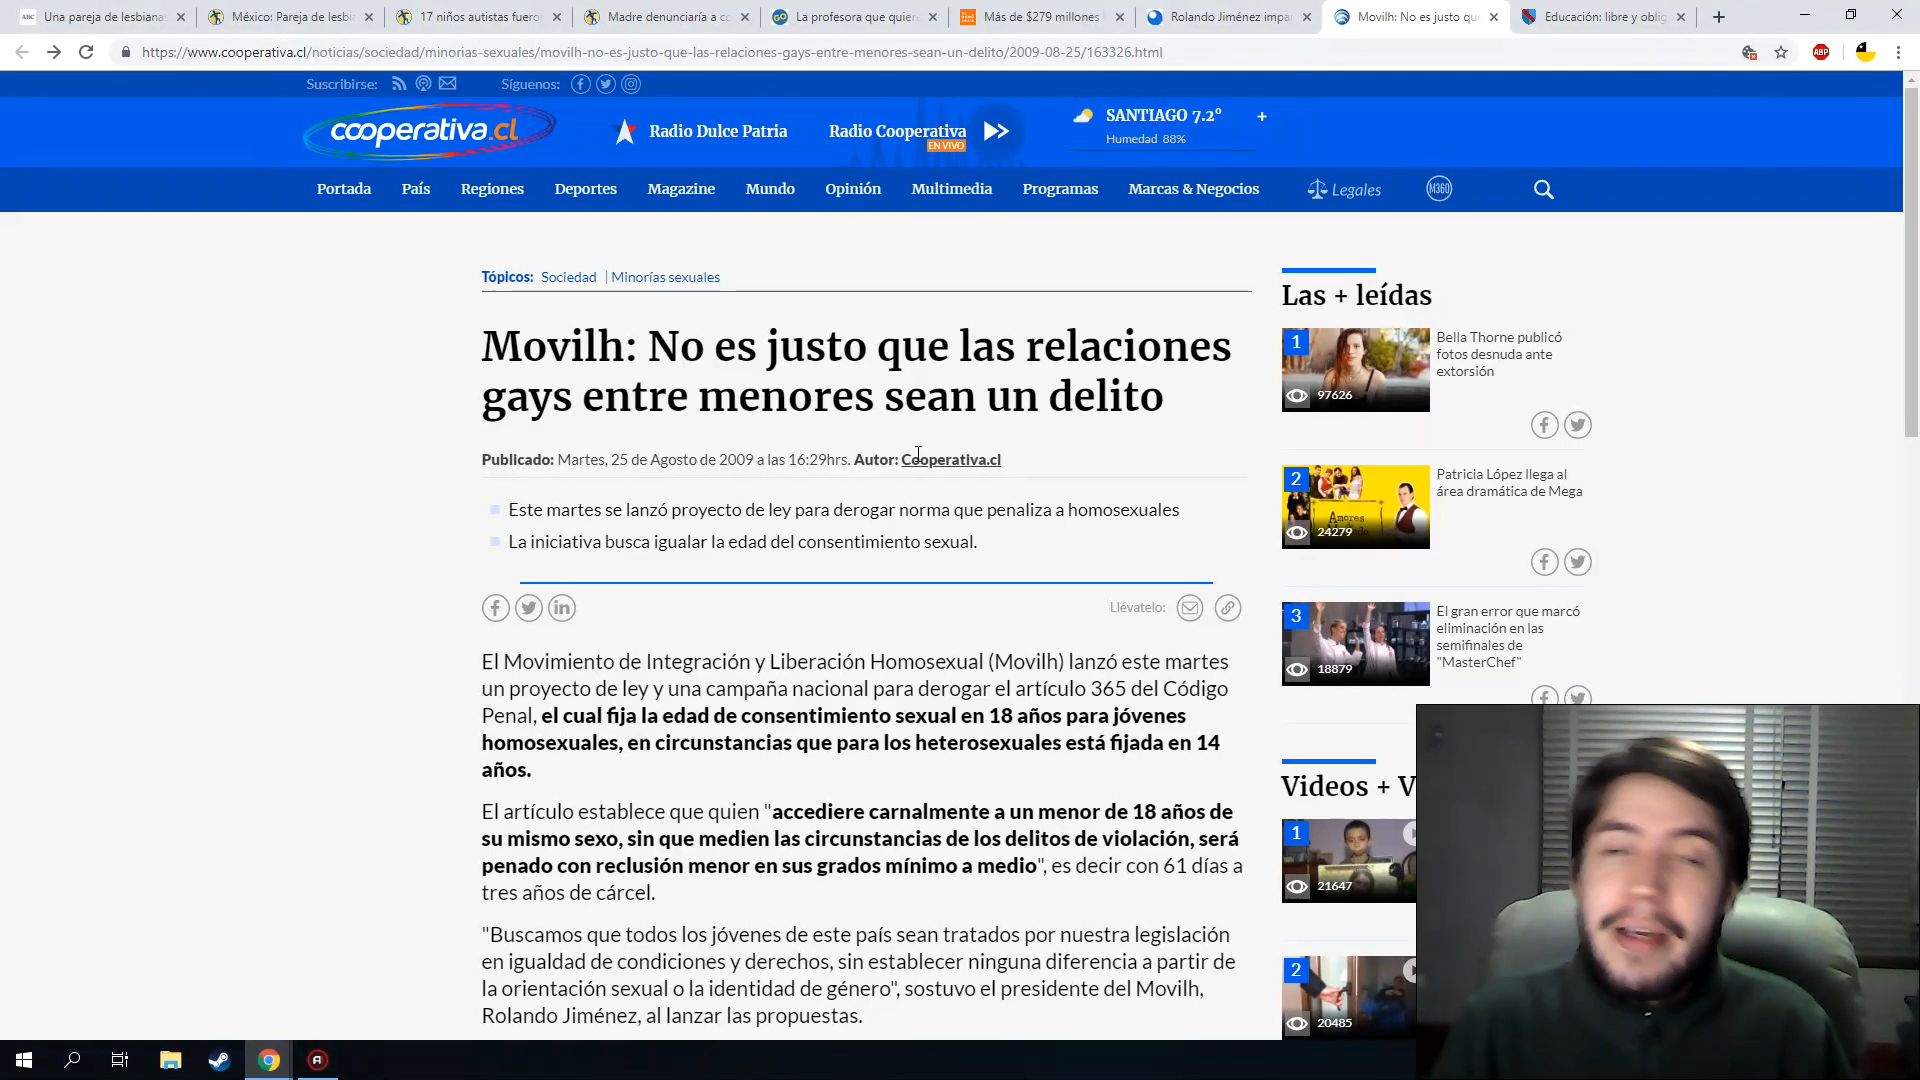 Una pareja de lesbiana
México: Pareja de lesbi
17 niños autistas fuero
Madre denunciaría a co
La profesora que quie
Más de $279 millones
Rolando Jiménez impa
Movilh: No es justo qu
Educación: libre y oblig
https://www.cooperativa.cl/noticias/sociedad/minorias-sexuales/movilh-no-es-justo-que-las-relaciones-gays-entre-menores-sean-un-delito/2009-08-25/163326.html
ABP
Suscribirse:
Síguenos:
cooperativa.cl
Radio Dulce Patria
Radio Cooperativa
EN VIVO
SANTIAGO 7.2°
+
Humedad 88%
Portada País Regiones Deportes Magazine Mundo Opinión Multimedia Programas Marcas & Negocios Legales M360
Tópicos: Sociedad | Minorías sexuales
Movilh: No es justo que las relaciones
gays entre menores sean un delito
Publicado: Martes, 25 de Agosto de 2009 a las 16:29hrs. Autor: Cooperativa.cl
Este martes se lanzó proyecto de ley para derogar norma que penaliza a homosexuales
La iniciativa busca igualar la edad del consentimiento sexual.
Llévatelo:
El Movimiento de Integración y Liberación Homosexual (Movilh) lanzó este martes
un proyecto de ley y una campaña nacional para derogar el artículo 365 del Código
Penal, el cual fija la edad de consentimiento sexual en 18 años para jóvenes
homosexuales, en circunstancias que para los heterosexuales está fijada en 14
años.
El artículo establece que quien "accediere carnalmente a un menor de 18 años de
su mismo sexo, sin que medien las circunstancias de los delitos de violación, será
penado con reclusión menor en sus grados mínimo a medio", es decir con 61 días a
tres años de cárcel.
"Buscamos que todos los jóvenes de este país sean tratados por nuestra legislación
en igualdad de condiciones y derechos, sin establecer ninguna diferencia a partir de
la orientación sexual o la identidad de género", sostuvo el presidente del Movilh,
Rolando Jiménez, al lanzar las propuestas.
Las + leídas
1
97626
Bella Thorne publicó
fotos desnuda ante
extorsión
2
Amores
24279
Patricia López llega al
área dramática de Mega
3
18879
El gran error que marcó
eliminación en las
semifinales de
"MasterChef"
Videos + V
1
21647
2
20485